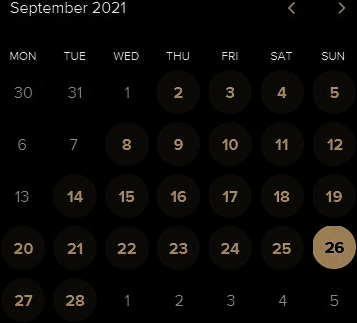 September 2021
MON TUE WED THU FRI SAT SUN
30 31 1 2 3 4 5
6 7 8 9 10 11 12
13 14 15 16 17 18 19
20 21 22 23 24 25 26
27 28 1 2 3 4 5